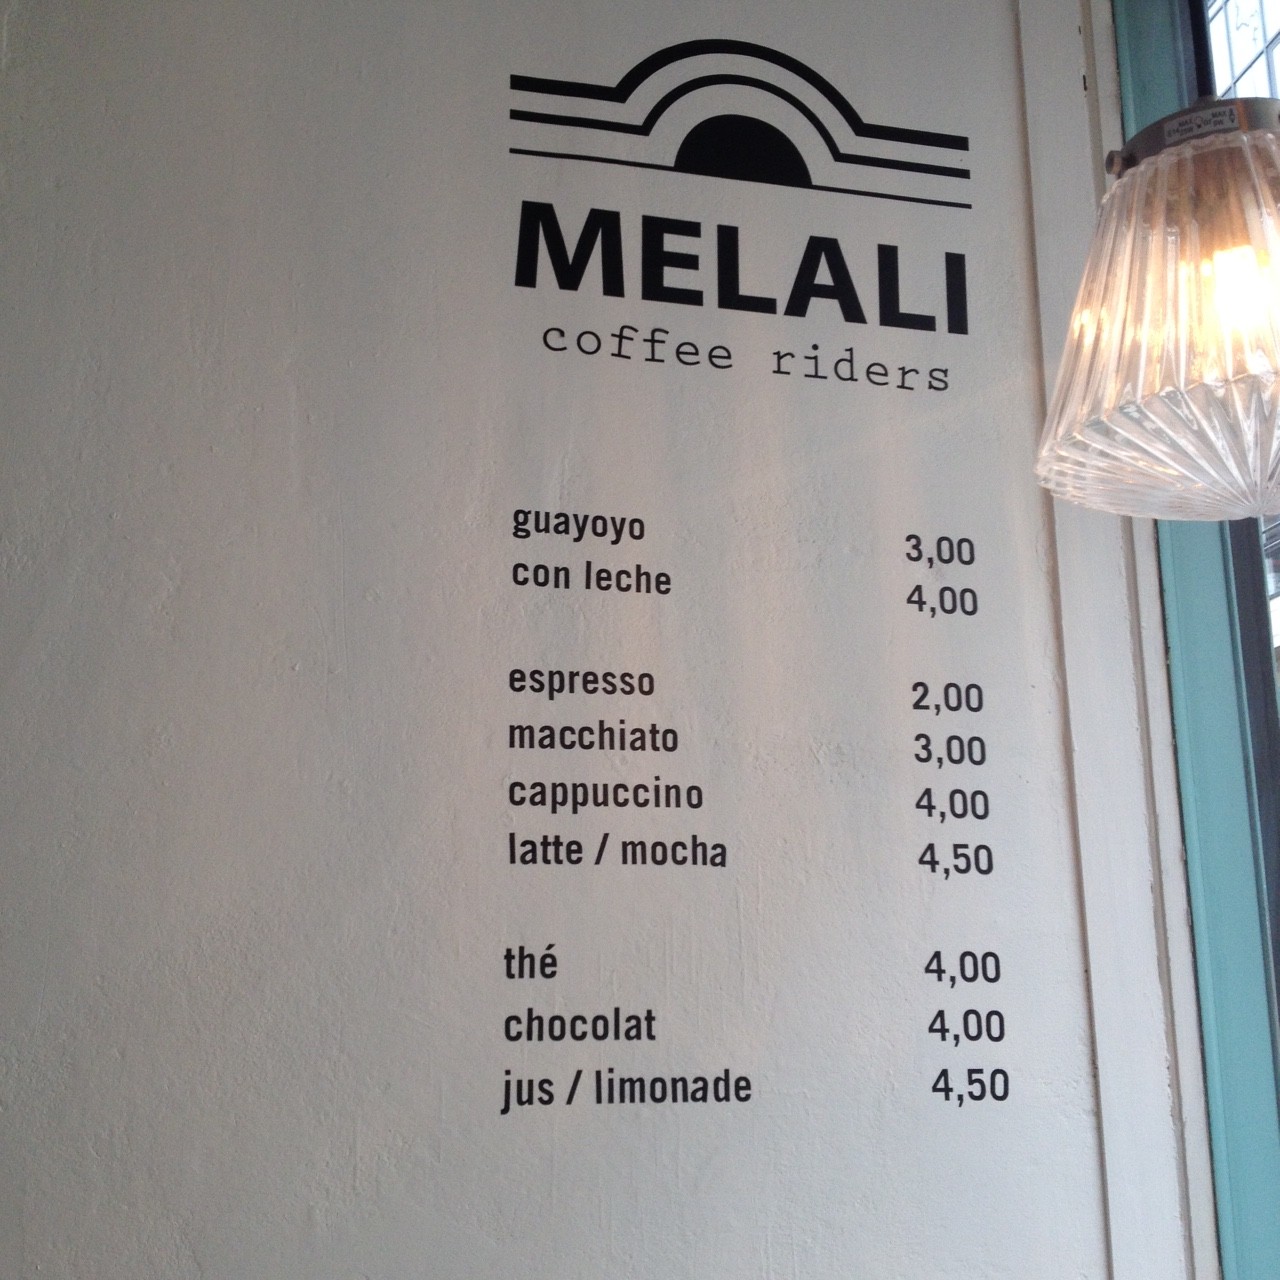 MELALI
coffee riders
guayoyo 3,00
con leche 4,00
espresso 2,00
macchiato 3,00
cappuccino 4,00
latte / mocha 4,50
thé 4,00
chocolat 4,00
jus / limonade 4,50